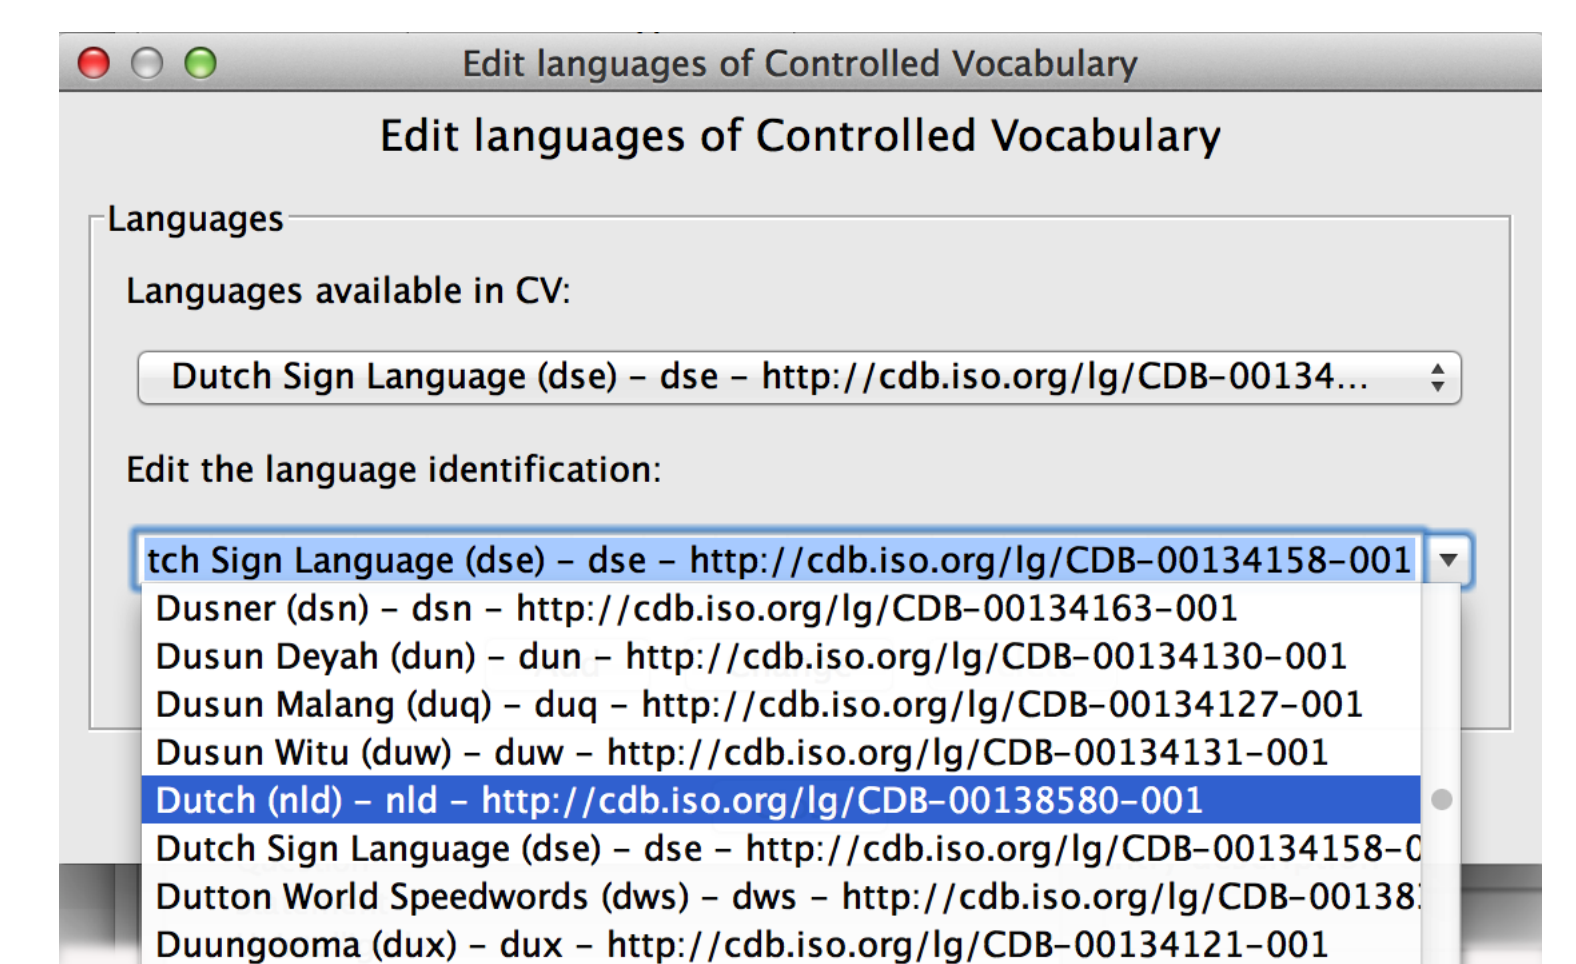 Edit languages of Controlled Vocabulary
Edit languages of Controlled Vocabulary
Languages
Languages available in CV:
Dutch Sign Language (dse) – dse – http://cdb.iso.org/lg/CDB-00134...
Edit the language identification:
tch Sign Language (dse) – dse – http://cdb.iso.org/lg/CDB-00134158-001
Dusner (dsn) – dsn – http://cdb.iso.org/lg/CDB-00134163-001
Dusun Deyah (dun) – dun – http://cdb.iso.org/lg/CDB-00134130-001
Dusun Malang (duq) – duq – http://cdb.iso.org/lg/CDB-00134127-001
Dusun Witu (duw) – duw – http://cdb.iso.org/lg/CDB-00134131-001
Dutch (nld) – nld – http://cdb.iso.org/lg/CDB-00138580-001
Dutch Sign Language (dse) – dse – http://cdb.iso.org/lg/CDB-00134158-0
Dutton World Speedwords (dws) – dws – http://cdb.iso.org/lg/CDB-00138
Duungooma (dux) – dux – http://cdb.iso.org/lg/CDB-00134121-001